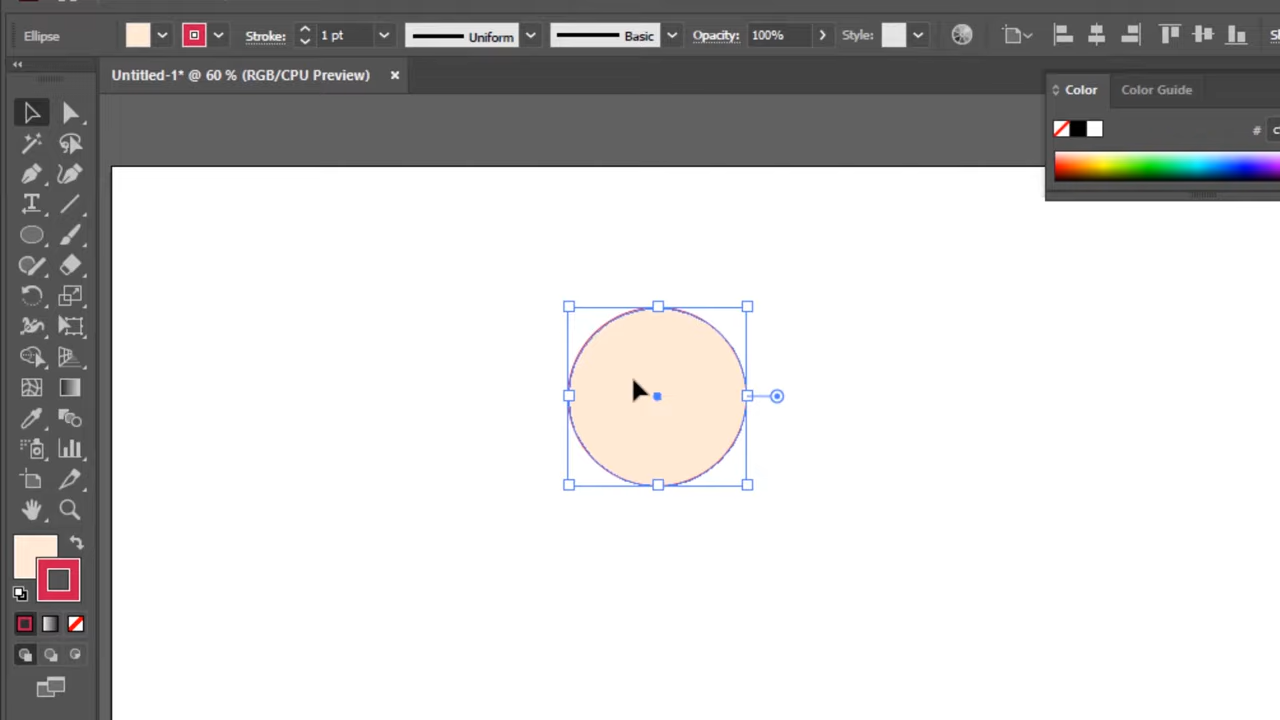 Ellipse Stroke: 1 pt Uniform Basic Opacity: 100% Style:
Untitled-1* @ 60 % (RGB/CPU Preview) ×
Color Color Guide
#